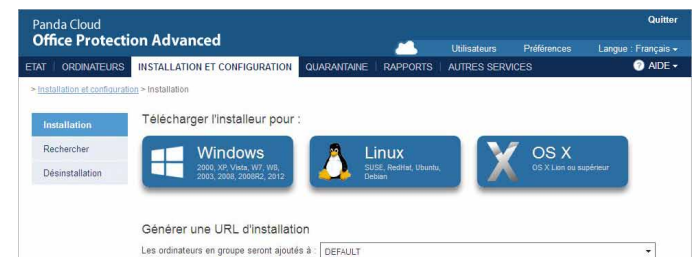 Panda Cloud
Office Protection Advanced
Quitter
Utilisateurs Préférences Langue : Français
ETAT | ORDINATEURS INSTALLATION ET CONFIGURATION QUARANTAINE | RAPPORTS | AUTRES SERVICES ? AIDE
> Installation et configuration > Installation
Installation
Rechercher
Désinstallation
Télécharger l'installeur pour :
Windows
2000, XP, Vista, W7, W8,
2003, 2008, 2008R2, 2012
Linux
SUSE, RedHat, Ubuntu,
Debian
X
OS X
OS X Lion ou supérieur
Générer une URL d'installation
Les ordinateurs en groupe seront ajoutés à : DEFAULT